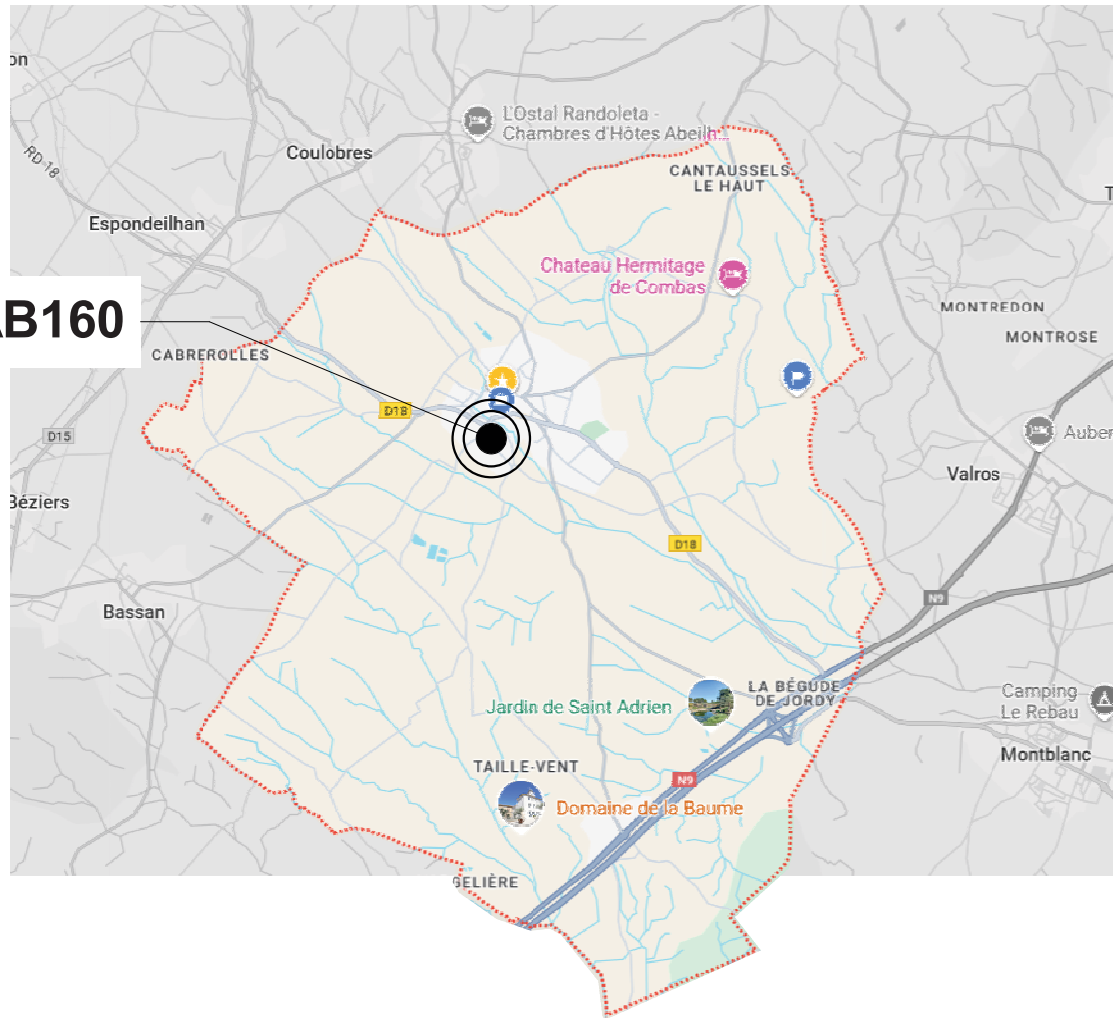 on
L'Ostal Randoleta -
Chambres d'Hôtes Abeilh...
RD 18
Coulobres
CANTAUSSELS
LE HAUT
T
Espondeilhan
Chateau Hermitage
de Combas
MONTREDON
AB160
MONTROSE
CABREROLLES
D18
D15
Auber
Valros
Béziers
D18
N9
Bassan
LA BÉGUDE
DE JORDY
Camping
Le Rebau
Jardin de Saint Adrien
Montblanc
TAILLE-VENT
N9
Domaine de la Baume
GELIÈRE